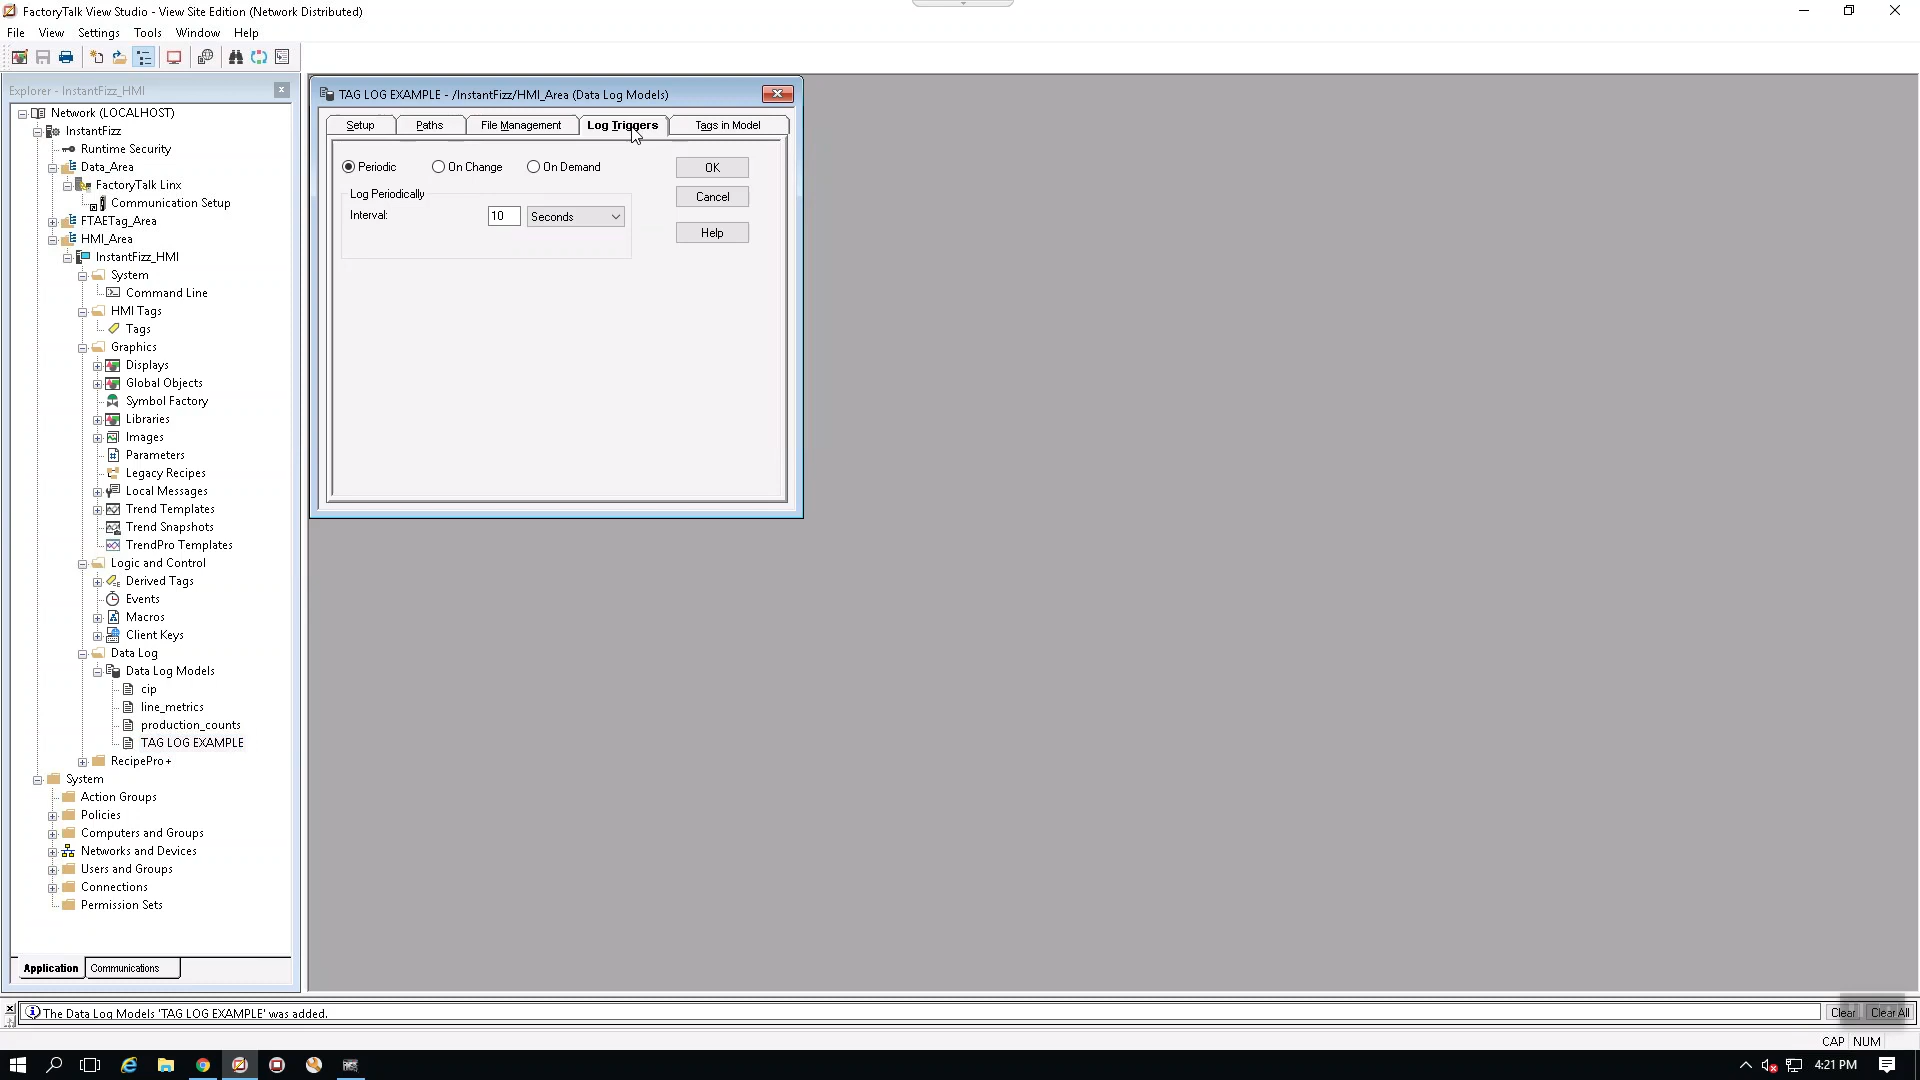 FactoryTalk View Studio - View Site Edition (Network Distributed)
File View Settings Tools Window Help
Explorer - InstantFizz_HMI
Network (LOCALHOST)
InstantFizz
Runtime Security
Data_Area
FactoryTalk Linx
Communication Setup
FTAETag_Area
HMI_Area
InstantFizz_HMI
System
Command Line
HMI Tags
Tags
Graphics
Displays
Global Objects
Symbol Factory
Libraries
Images
Parameters
Legacy Recipes
Local Messages
Trend Templates
Trend Snapshots
TrendPro Templates
Logic and Control
Derived Tags
Events
Macros
Client Keys
Data Log
Data Log Models
cip
line_metrics
production_counts
TAG LOG EXAMPLE
RecipePro+
System
Action Groups
Policies
Computers and Groups
Networks and Devices
Users and Groups
Connections
Permission Sets
Application Communications
TAG LOG EXAMPLE - /InstantFizz/HMI_Area (Data Log Models)
Setup Paths File Management Log Triggers Tags in Model
Periodic On Change On Demand
Log Periodically
Interval: 10 Seconds
OK
Cancel
Help
The Data Log Models 'TAG LOG EXAMPLE' was added.
Clear Clear All
CAP NUM
4:21 PM